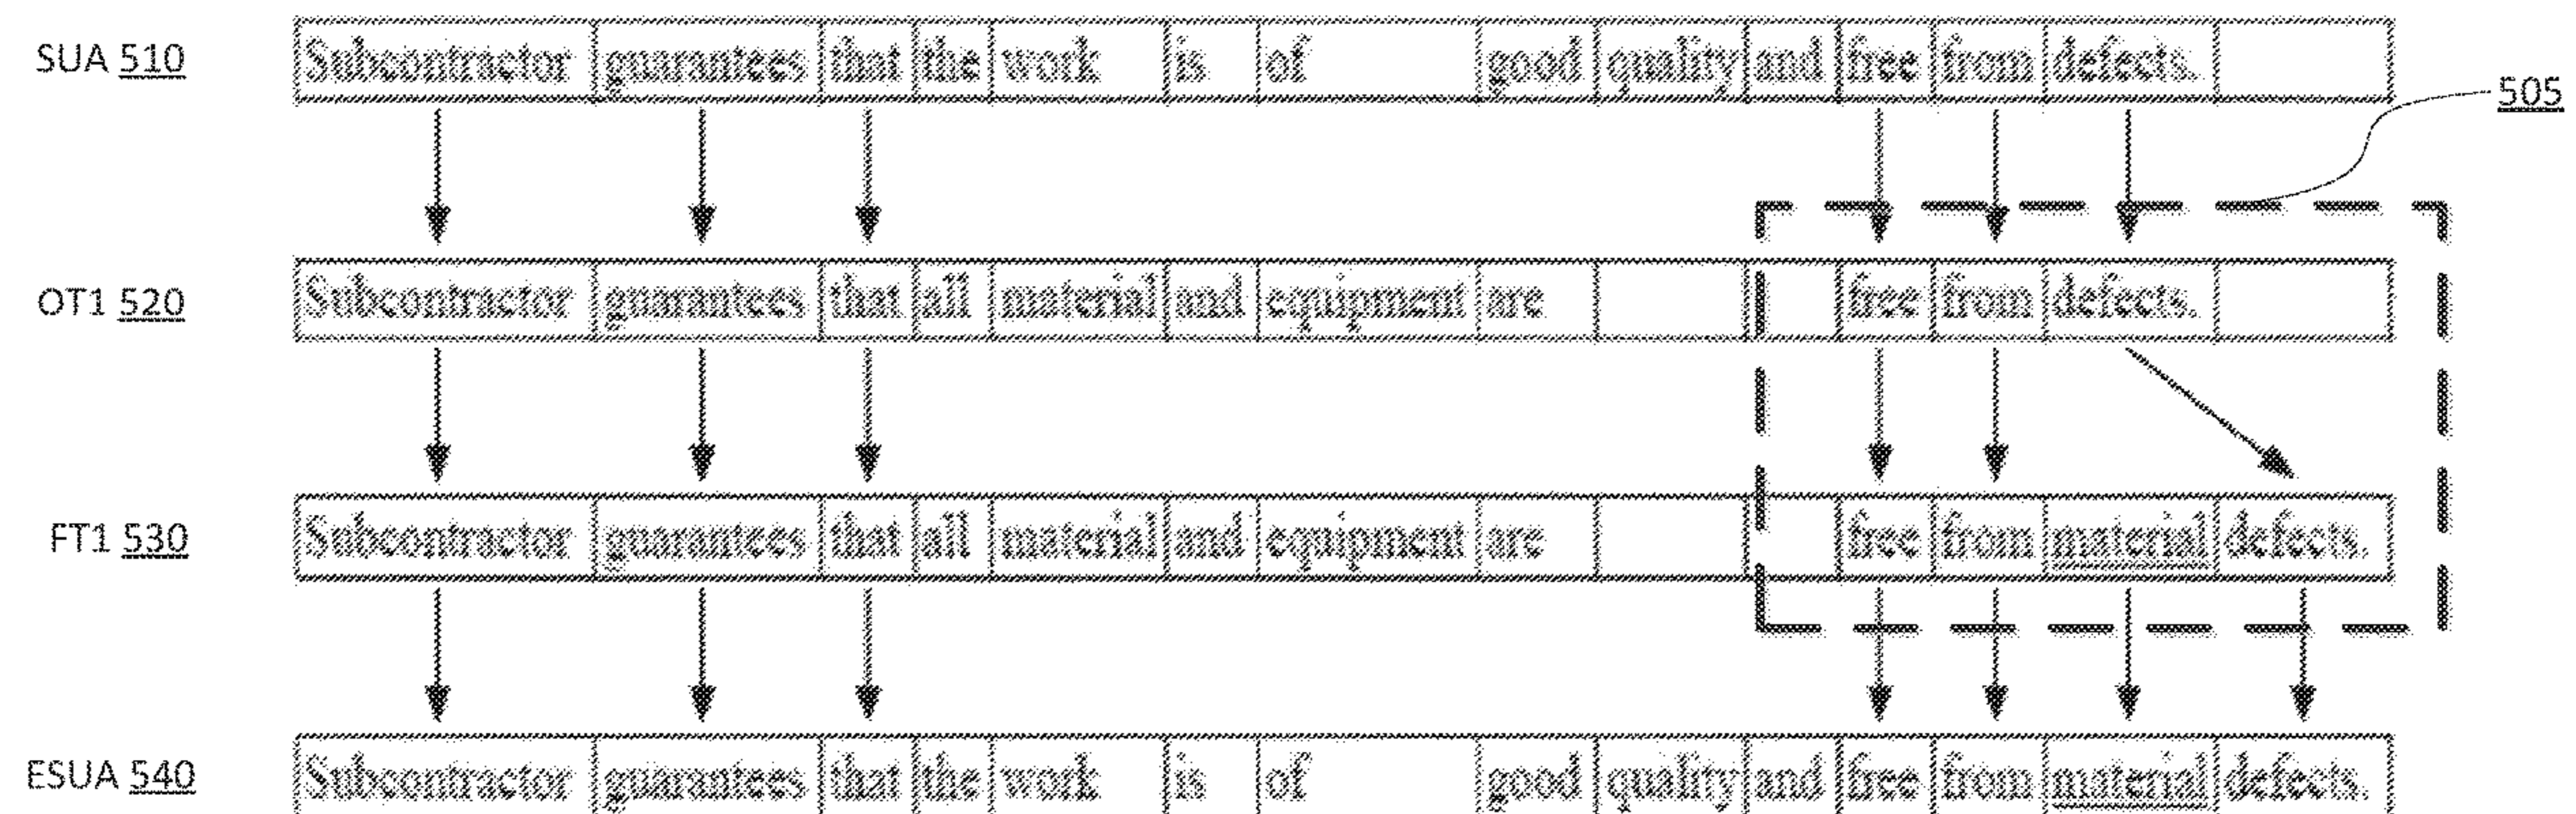 SUA 510 Subcontractor guarantees that the work is of good quality and free from defects.
505
OT1 520 Subcontractor guarantees that all material and equipment are free from defects.
FT1 530 Subcontractor guarantees that all material and equipment are free from material defects.
ESUA 540 Subcontractor guarantees that the work is of good quality and free from material defects.